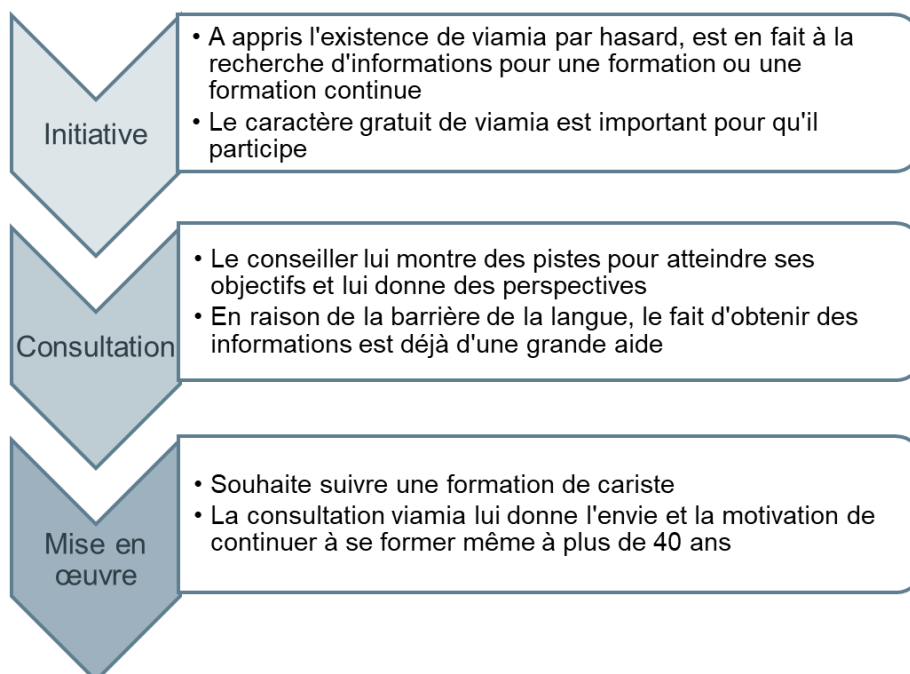 Initiative
• A appris l'existence de viamia par hasard, est en fait à la
recherche d'informations pour une formation ou une
formation continue
• Le caractère gratuit de viamia est important pour qu'il
participe
Consultation
• Le conseiller lui montre des pistes pour atteindre ses
objectifs et lui donne des perspectives
• En raison de la barrière de la langue, le fait d'obtenir des
informations est déjà d'une grande aide
Mise en
œuvre
• Souhaite suivre une formation de cariste
• La consultation viamia lui donne l'envie et la motivation de
continuer à se former même à plus de 40 ans